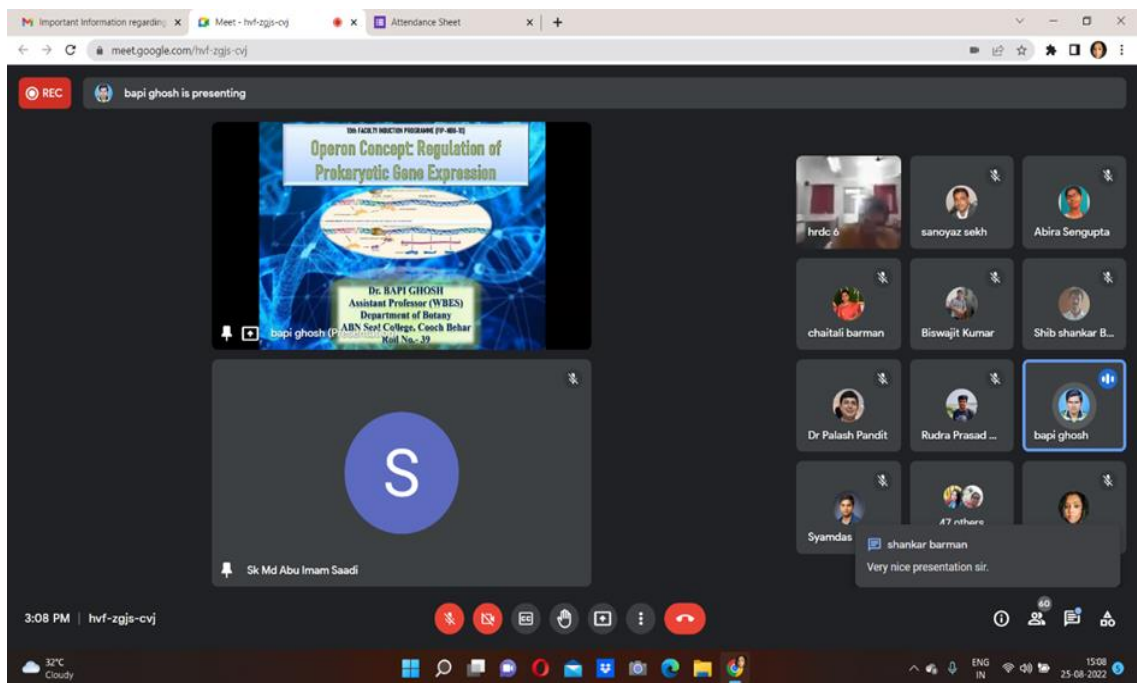 Important information regarding
Meet - hvf-zgjs-cvj
Attendance Sheet
meet.google.com/hvf-zgjs-cvj
REC
bapi ghosh is presenting
Operon Concept: Regulation of
Prokaryotic Gene Expression
Dr. BAPI GHOSH
Assistant Professor (WBES)
Department of Botany
ABN Seal College, Cooch Behar
Roll No.- 39
bapi ghosh
hrdc 6
sanoyaz sekh
Abira Sengupta
chaitali barman
Biswajit Kumar
Shib shankar B...
Dr Palash Pandit
Rudra Prasad ...
bapi ghosh
Syamdas
47 others
S
Sk Md Abu Imam Saadi
shankar barman
Very nice presentation sir.
3:08 PM | hvf-zgjs-cvj
60
32°C
Cloudy
ENG
IN
15:08
25-08-2022